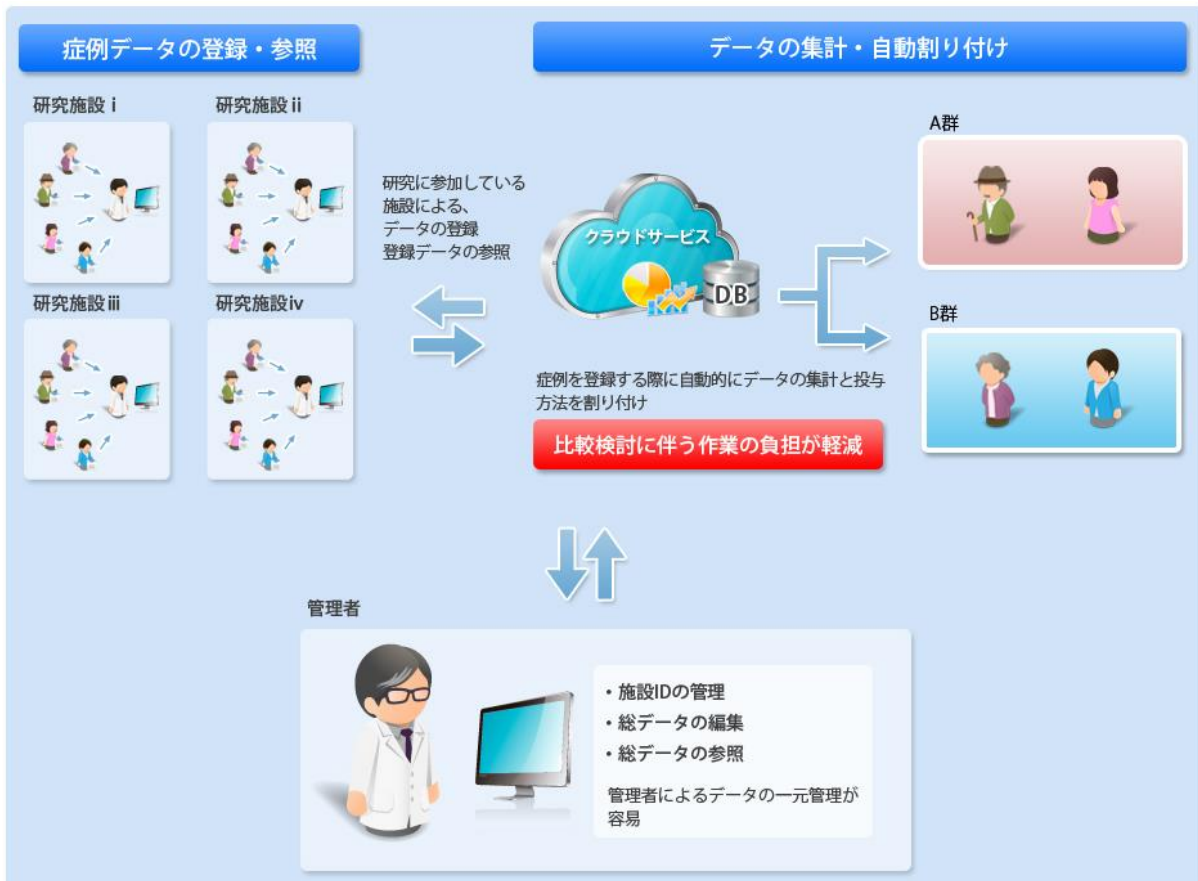 症例データの登録・参照
データの集計・自動割り付け
研究施設 i
研究施設 ii
研究施設 iii
研究施設iv
研究に参加している
施設による、
データの登録
登録データの参照
クラウドサービス
DB
A群
B群
症例を登録する際に自動的にデータの集計と投与
方法を割り付け
比較検討に伴う作業の負担が軽減
管理者
・施設IDの管理
・総データの編集
・総データの参照
管理者によるデータの一元管理が
容易